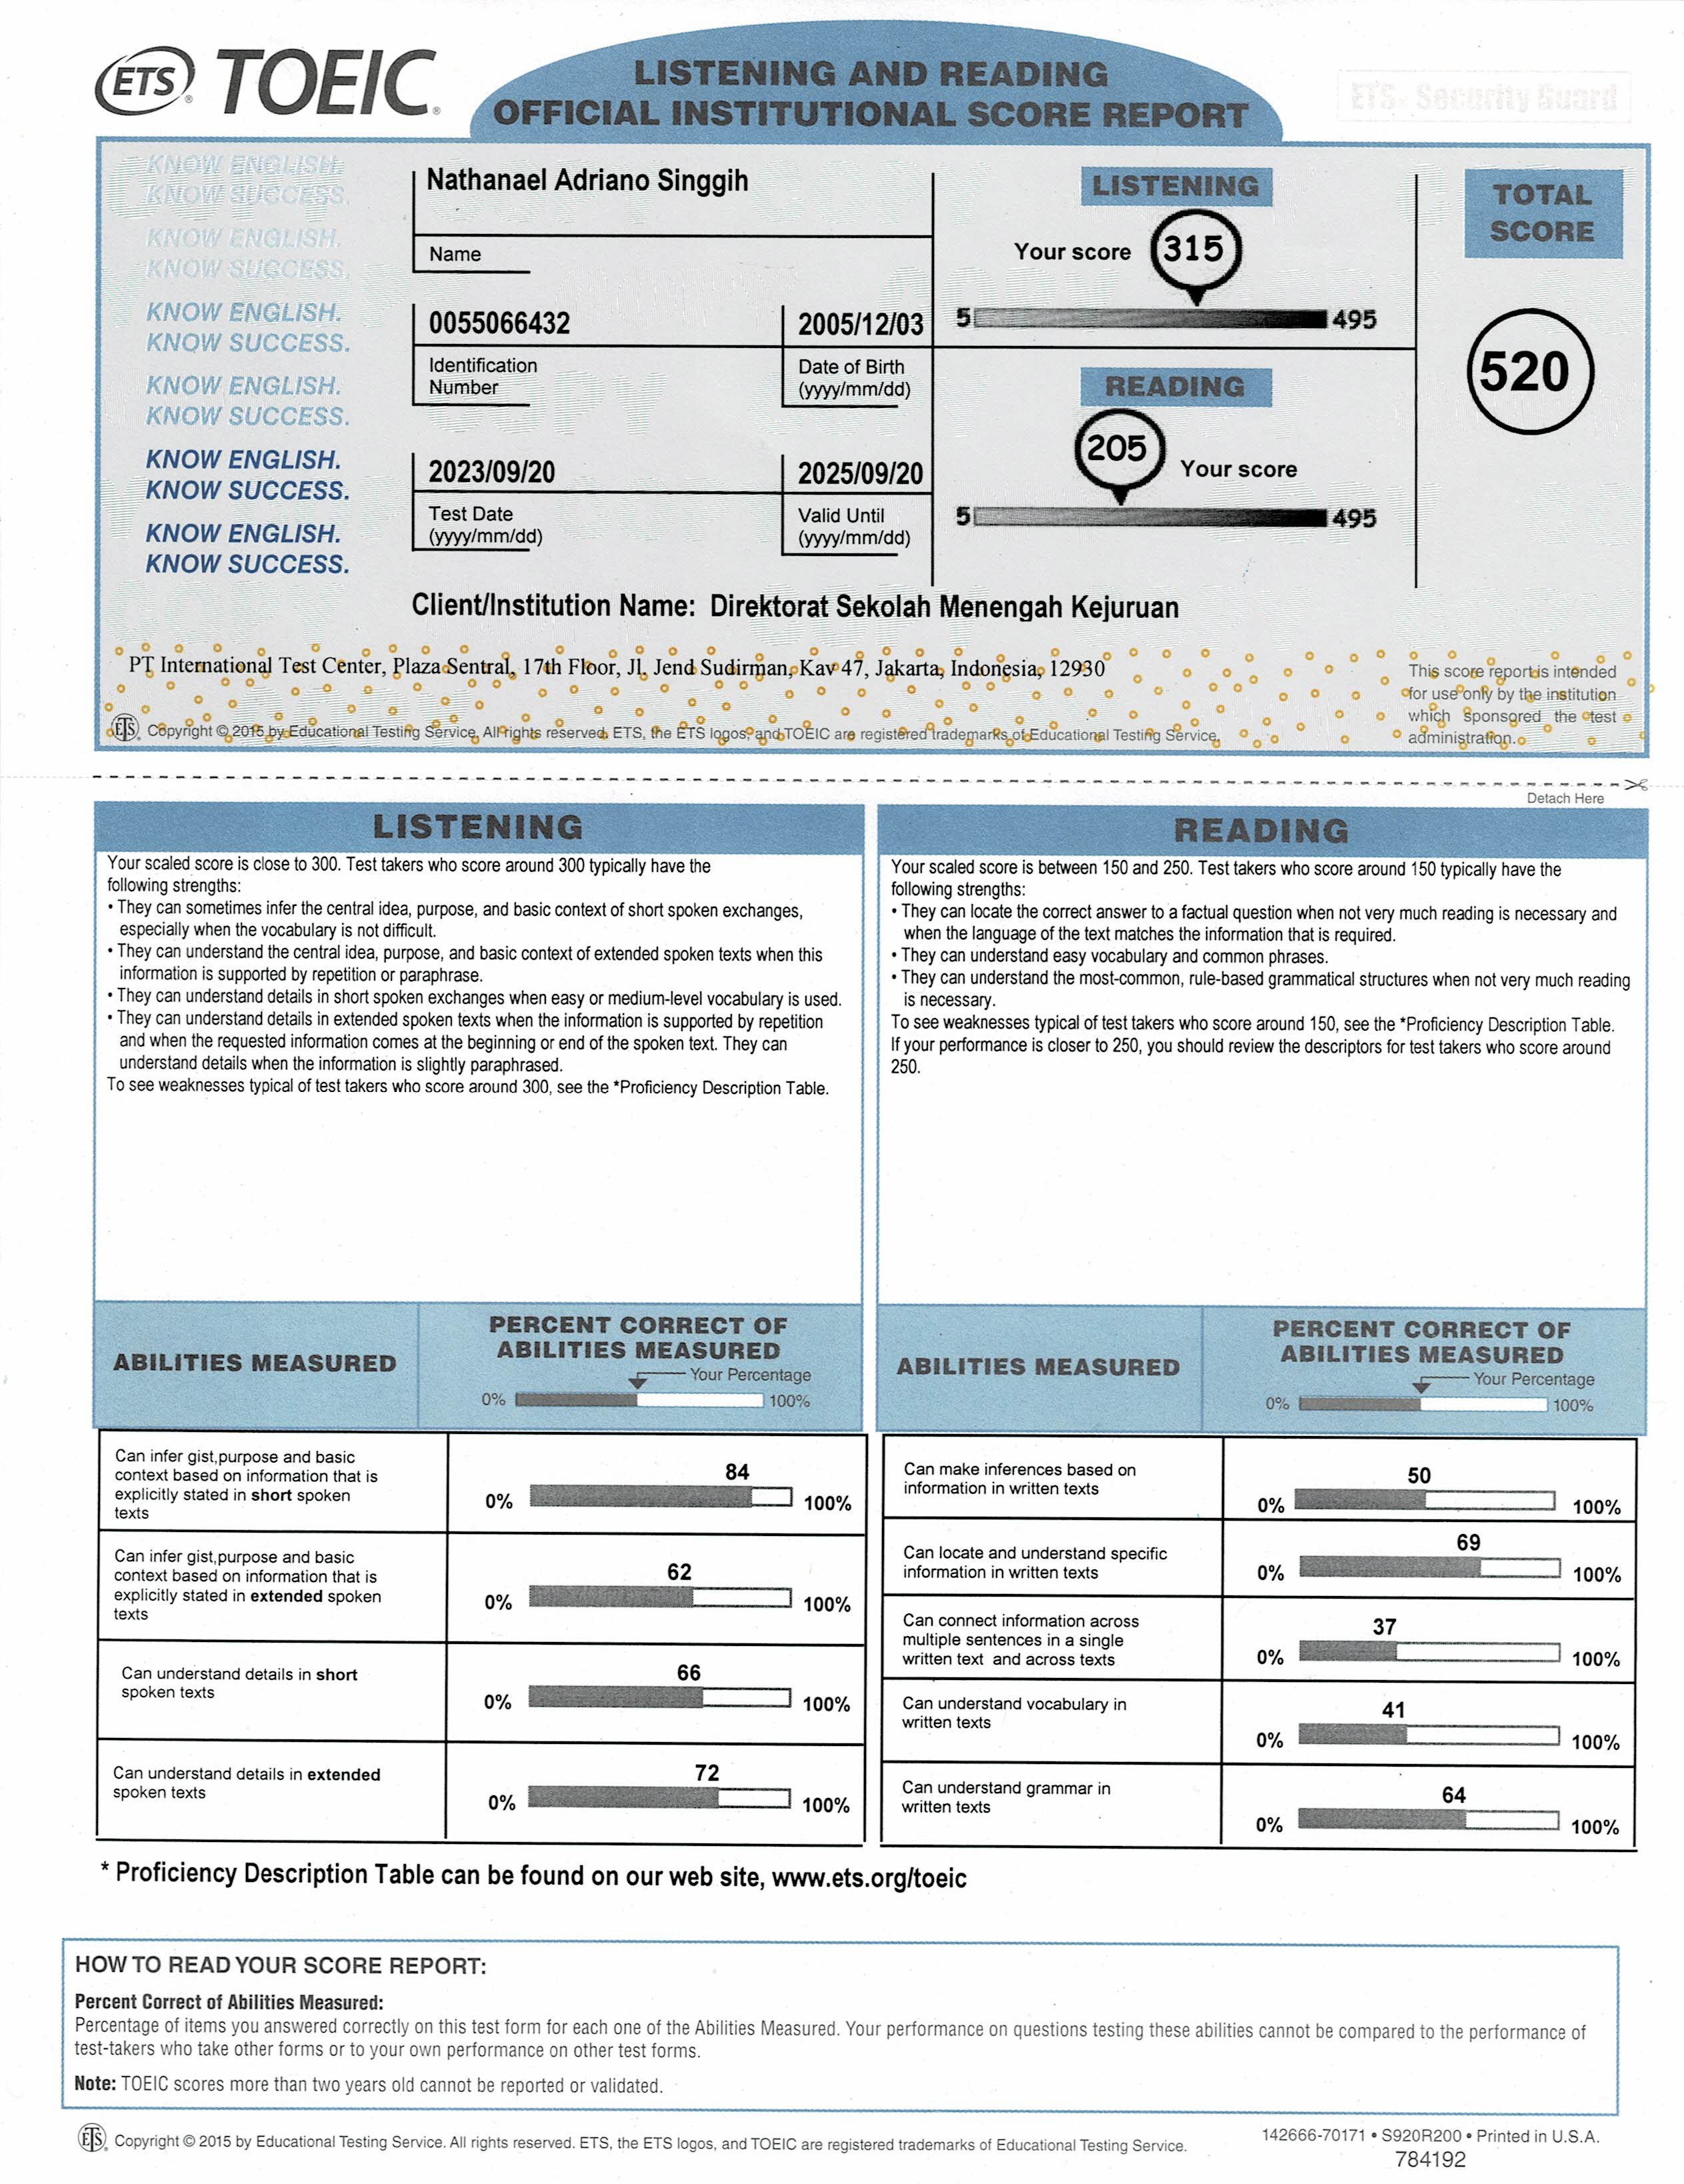 ETS® TOEIC®
LISTENING AND READING
OFFICIAL INSTITUTIONAL SCORE REPORT
ETS® Security Guard
KNOW ENGLISH.
KNOW SUCCESS.
KNOW ENGLISH.
KNOW SUCCESS.
KNOW ENGLISH.
KNOW SUCCESS.
KNOW ENGLISH.
KNOW SUCCESS.
KNOW ENGLISH.
KNOW SUCCESS.
KNOW ENGLISH.
KNOW SUCCESS.
Nathanael Adriano Singgih
Name
0055066432
Identification
Number
2005/12/03
Date of Birth
(yyyy/mm/dd)
2023/09/20
Test Date
(yyyy/mm/dd)
2025/09/20
Valid Until
(yyyy/mm/dd)
LISTENING
Your score 315
5 495
READING
205 Your score
5 495
TOTAL
SCORE
520
Client/Institution Name: Direktorat Sekolah Menengah Kejuruan
PT International Test Center, Plaza Sentral, 17th Floor, Jl. Jend Sudirman, Kav 47, Jakarta, Indonesia, 12930
This score report is intended
for use only by the institution
which sponsored the test
administration.
ETS® Copyright © 2015 by Educational Testing Service. All rights reserved. ETS, the ETS logos, and TOEIC are registered trademarks of Educational Testing Service.
Detach Here
LISTENING
Your scaled score is close to 300. Test takers who score around 300 typically have the
following strengths:
• They can sometimes infer the central idea, purpose, and basic context of short spoken exchanges,
especially when the vocabulary is not difficult.
• They can understand the central idea, purpose, and basic context of extended spoken texts when this
information is supported by repetition or paraphrase.
• They can understand details in short spoken exchanges when easy or medium-level vocabulary is used.
• They can understand details in extended spoken texts when the information is supported by repetition
and when the requested information comes at the beginning or end of the spoken text. They can
understand details when the information is slightly paraphrased.
To see weaknesses typical of test takers who score around 300, see the *Proficiency Description Table.
READING
Your scaled score is between 150 and 250. Test takers who score around 150 typically have the
following strengths:
• They can locate the correct answer to a factual question when not very much reading is necessary and
when the language of the text matches the information that is required.
• They can understand easy vocabulary and common phrases.
• They can understand the most-common, rule-based grammatical structures when not very much reading
is necessary.
To see weaknesses typical of test takers who score around 150, see the *Proficiency Description Table.
If your performance is closer to 250, you should review the descriptors for test takers who score around
250.
ABILITIES MEASURED
PERCENT CORRECT OF
ABILITIES MEASURED
Your Percentage
0% 100%
Can infer gist,purpose and basic
context based on information that is
explicitly stated in short spoken
texts
84
0% 100%
Can infer gist,purpose and basic
context based on information that is
explicitly stated in extended spoken
texts
62
0% 100%
Can understand details in short
spoken texts
66
0% 100%
Can understand details in extended
spoken texts
72
0% 100%
ABILITIES MEASURED
PERCENT CORRECT OF
ABILITIES MEASURED
Your Percentage
0% 100%
Can make inferences based on
information in written texts
50
0% 100%
Can locate and understand specific
information in written texts
69
0% 100%
Can connect information across
multiple sentences in a single
written text and across texts
37
0% 100%
Can understand vocabulary in
written texts
41
0% 100%
Can understand grammar in
written texts
64
0% 100%
* Proficiency Description Table can be found on our web site, www.ets.org/toeic
HOW TO READ YOUR SCORE REPORT:
Percent Correct of Abilities Measured:
Percentage of items you answered correctly on this test form for each one of the Abilities Measured. Your performance on questions testing these abilities cannot be compared to the performance of
test-takers who take other forms or to your own performance on other test forms.
Note: TOEIC scores more than two years old cannot be reported or validated.
ETS® Copyright © 2015 by Educational Testing Service. All rights reserved. ETS, the ETS logos, and TOEIC are registered trademarks of Educational Testing Service.
142666-70171 • S920R200 • Printed in U.S.A.
784192